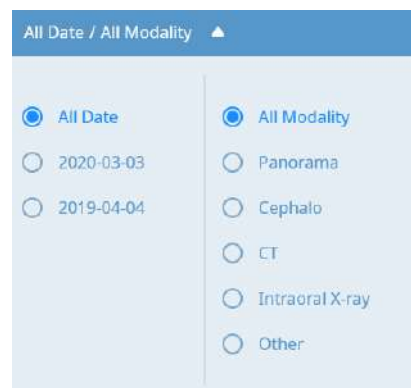 All Date / All Modality
All Date
2020-03-03
2019-04-04
All Modality
Panorama
Cephalo
CT
Intraoral X-ray
Other